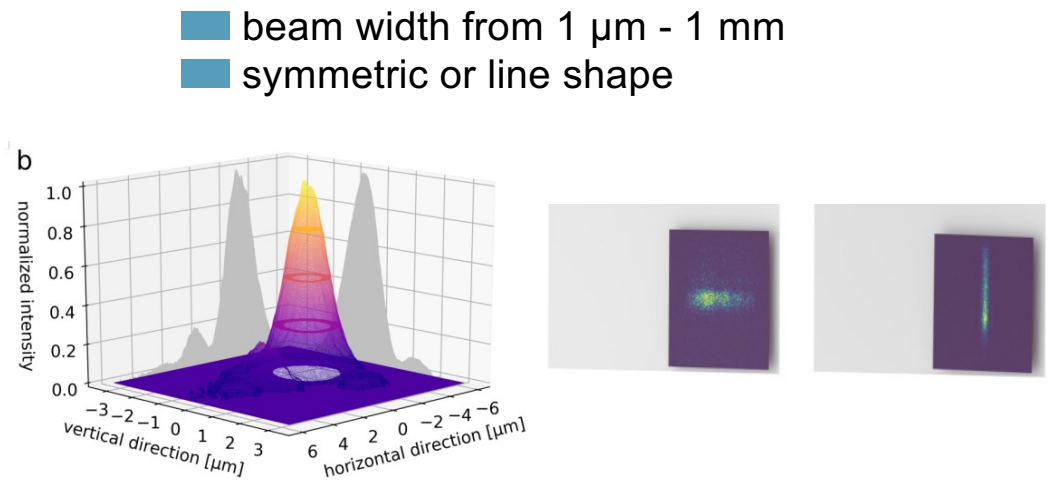 beam width from 1 µm - 1 mm
symmetric or line shape
b
normalized intensity
1.0
0.8
0.6
0.4
0.2
0.0
−3 −2 −1 0 1 2 3
vertical direction [µm]
6 4 2 0 −2 −4 −6
horizontal direction [µm]